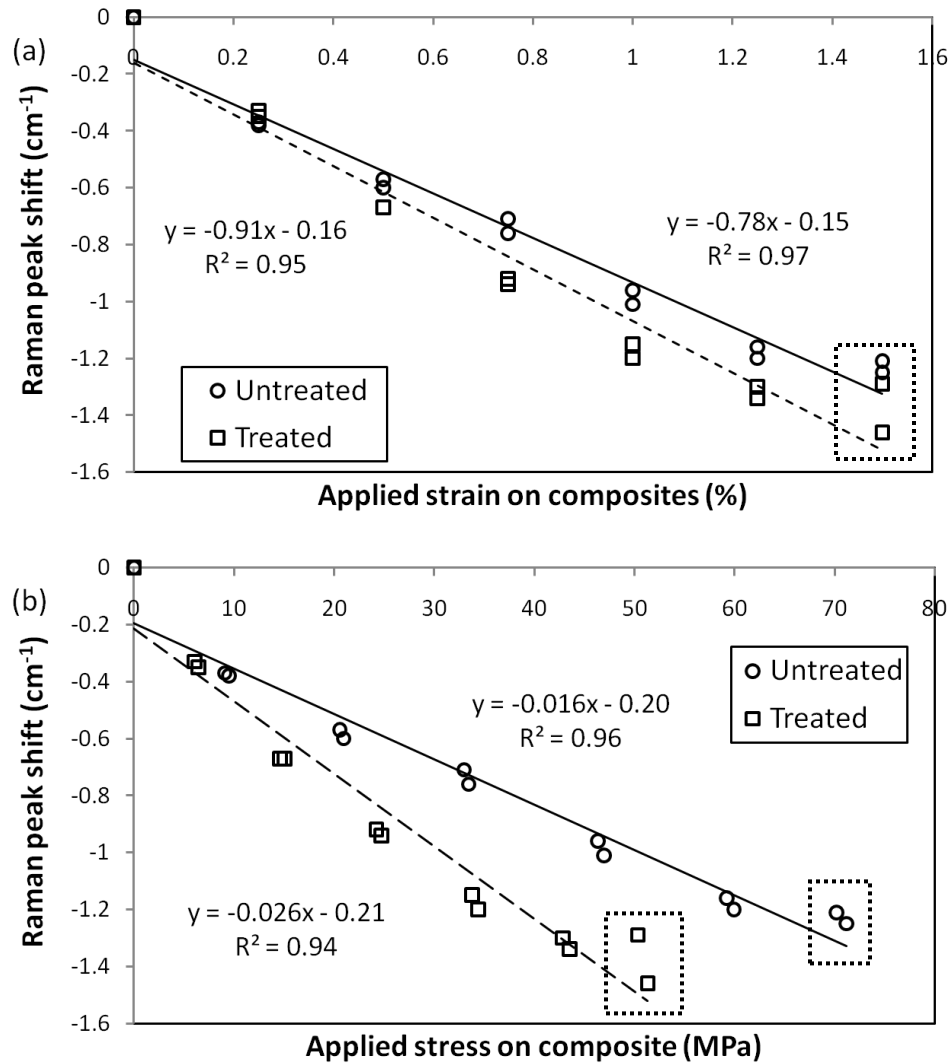 (a)
Raman peak shift (cm-1)
0
-0.2
-0.4
-0.6
-0.8
-1
-1.2
-1.4
-1.6
0 0.2 0.4 0.6 0.8 1 1.2 1.4 1.6
y = -0.91x - 0.16
R² = 0.95
y = -0.78x - 0.15
R² = 0.97
Untreated
Treated
Applied strain on composites (%)
(b)
Raman peak shift (cm-1)
0
-0.2
-0.4
-0.6
-0.8
-1
-1.2
-1.4
-1.6
0 10 20 30 40 50 60 70 80
Untreated
Treated
y = -0.016x - 0.20
R² = 0.96
y = -0.026x - 0.21
R² = 0.94
Applied stress on composite (MPa)